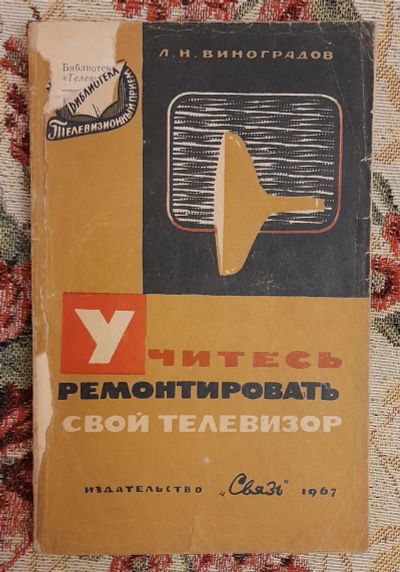 Л. Н. ВИНОГРАДОВ
Библиотека
БИБЛИОТЕКА
ТЕЛЕВИЗИОННЫЙ ПРИЕМ
УЧИТЕСЬ
РЕМОНТИРОВАТЬ
СВОЙ ТЕЛЕВИЗОР
ИЗДАТЕЛЬСТВО „Связь“ 1967